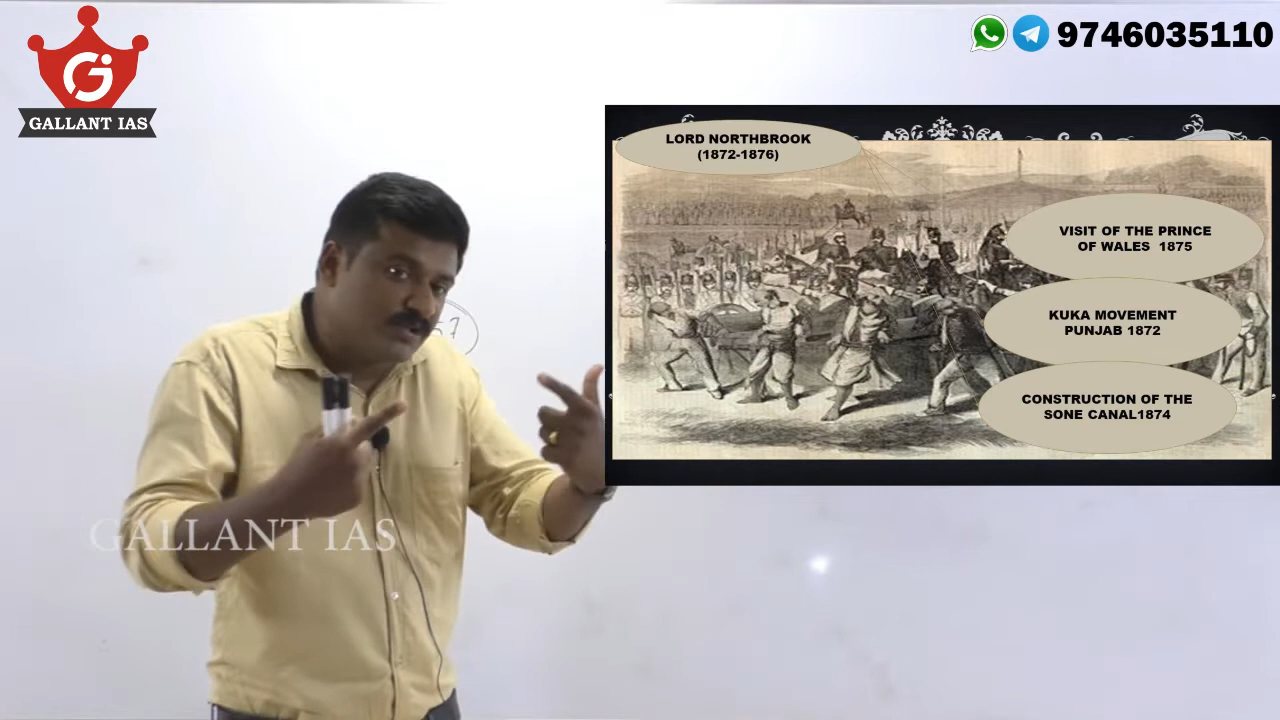 GALLANT IAS
9746035110
LORD NORTHBROOK
(1872-1876)
VISIT OF THE PRINCE
OF WALES 1875
KUKA MOVEMENT
PUNJAB 1872
CONSTRUCTION OF THE
SONE CANAL1874
GALLANT IAS